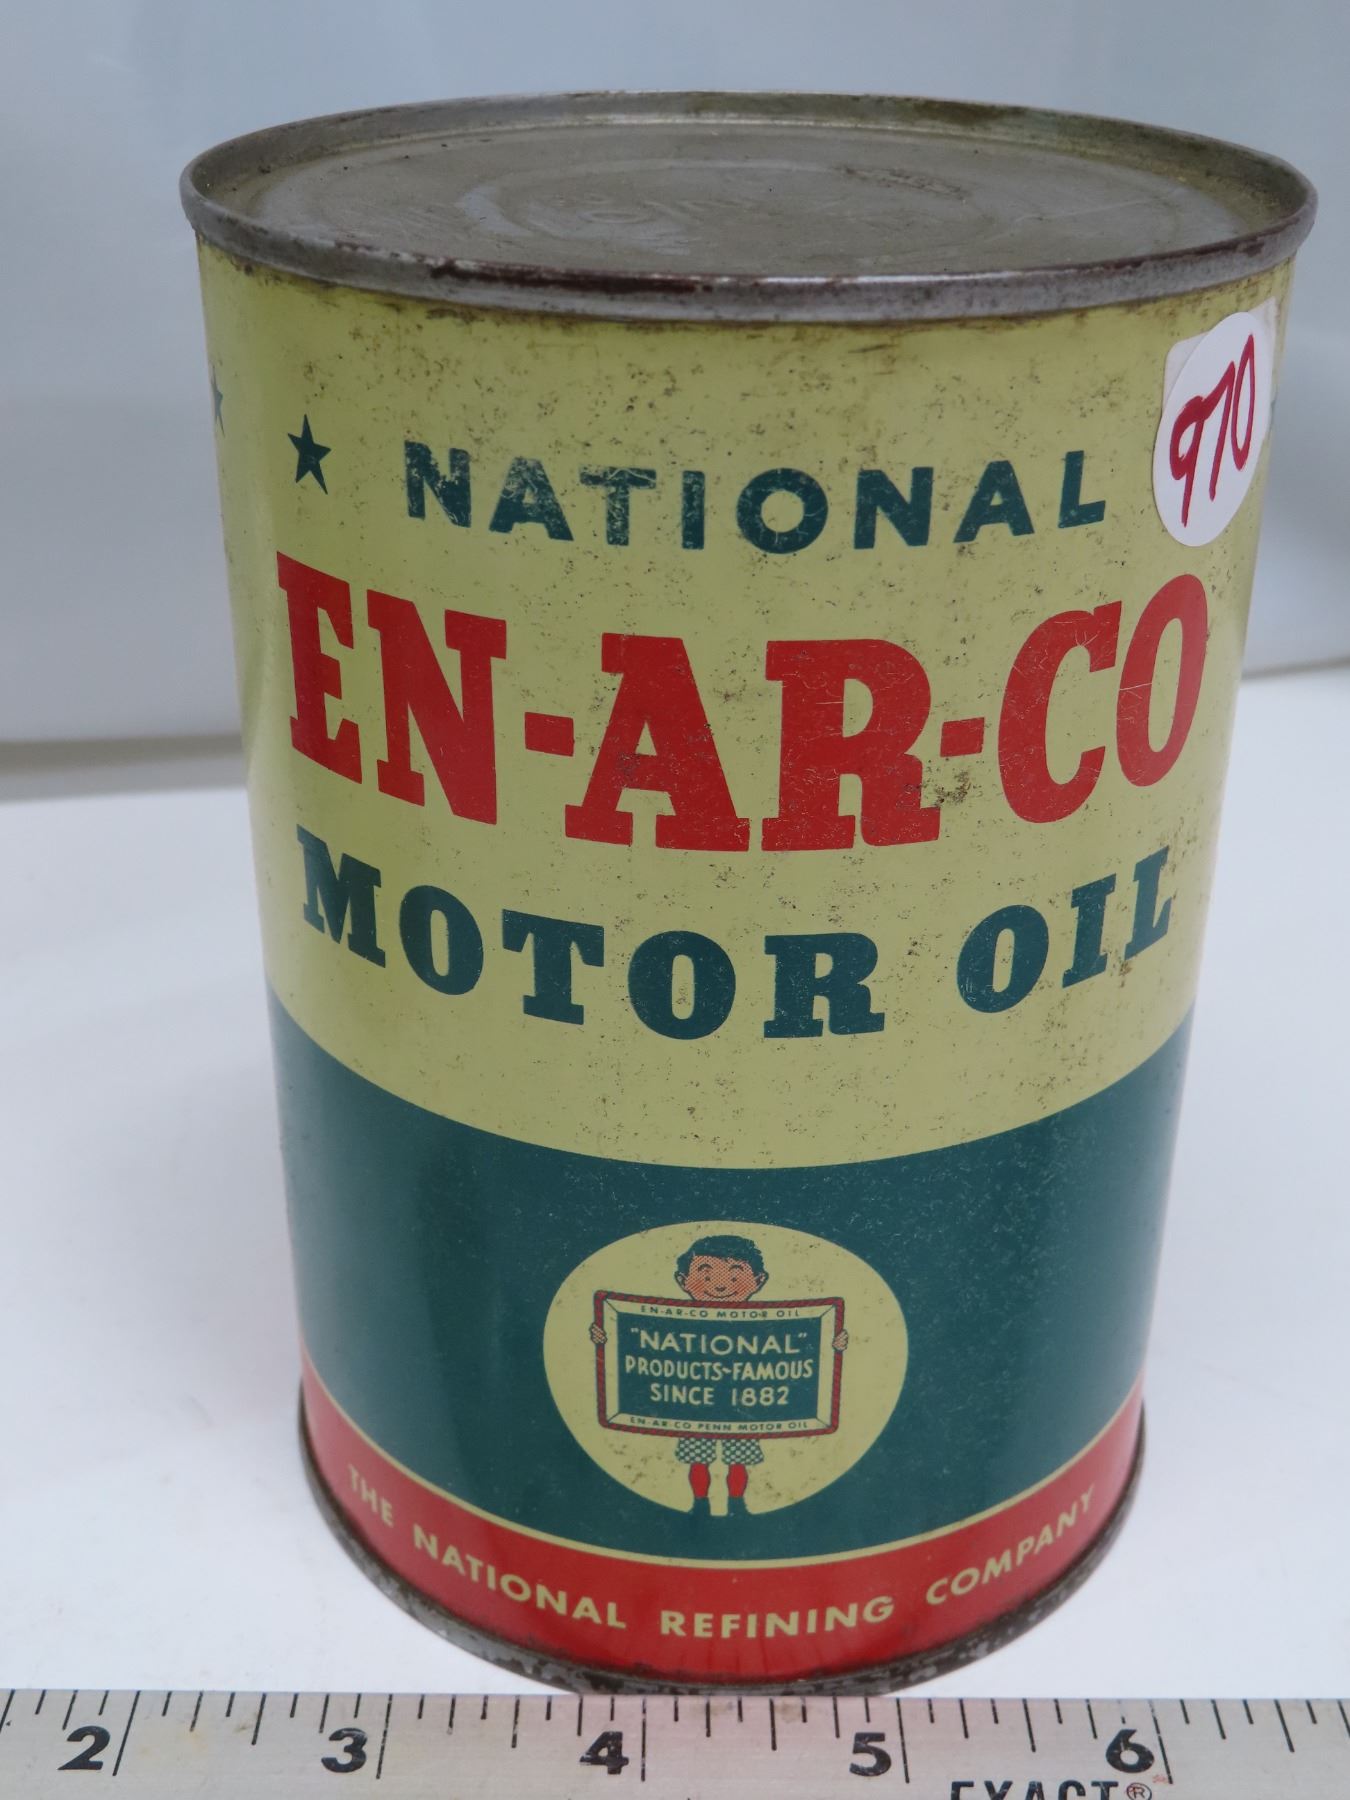 970
NATIONAL
EN-AR-CO
MOTOR OIL
EN-AR-CO MOTOR OIL
"NATIONAL"
PRODUCTS-FAMOUS
SINCE 1882
EN-AR-CO PENN MOTOR OIL
THE NATIONAL REFINING COMPANY
2 3 4 5 6
EXACT®